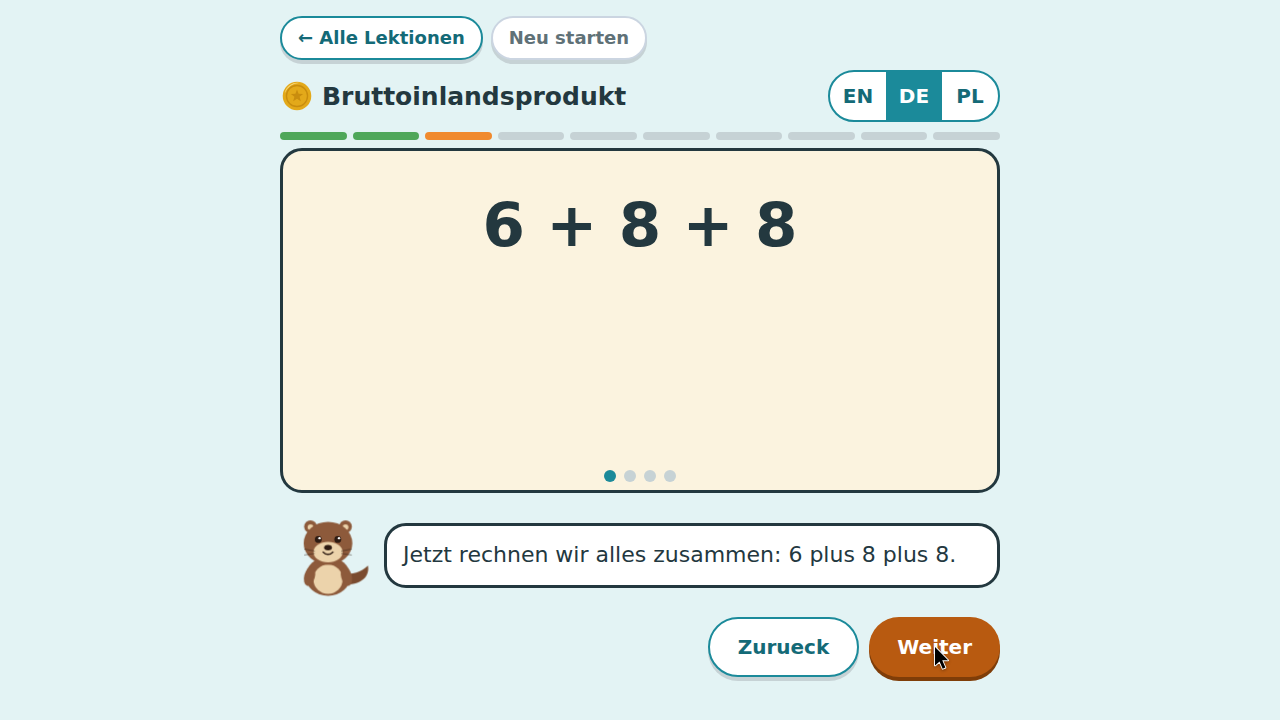 ← Alle Lektionen
Neu starten
Bruttoinlandsprodukt
EN DE PL
6 + 8 + 8
Jetzt rechnen wir alles zusammen: 6 plus 8 plus 8.
Zurueck
Weiter